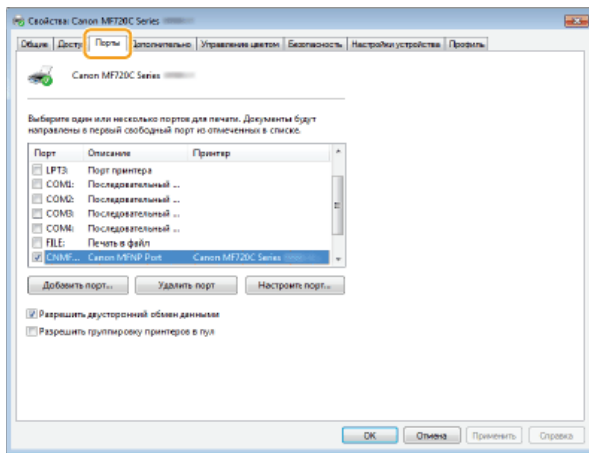 Свойства: Canon MF720C Series
Общие Доступ Порты Дополнительно Управление цветом Безопасность Настройки устройства Профиль
Canon MF720C Series
Выберите один или несколько портов для печати. Документы будут
направлены в первый свободный порт из отмеченных в списке.
Порт Описание Принтер
LPT3: Порт принтера
COM1: Последовательный ...
COM2: Последовательный ...
COM3: Последовательный ...
COM4: Последовательный ...
FILE: Печать в файл
CNMF... Canon MFNP Port Canon MF720C Series
Добавить порт... Удалить порт Настроить порт...
Разрешить двусторонний обмен данными
Разрешить группировку принтеров в пул
OK Отмена Применить Справка